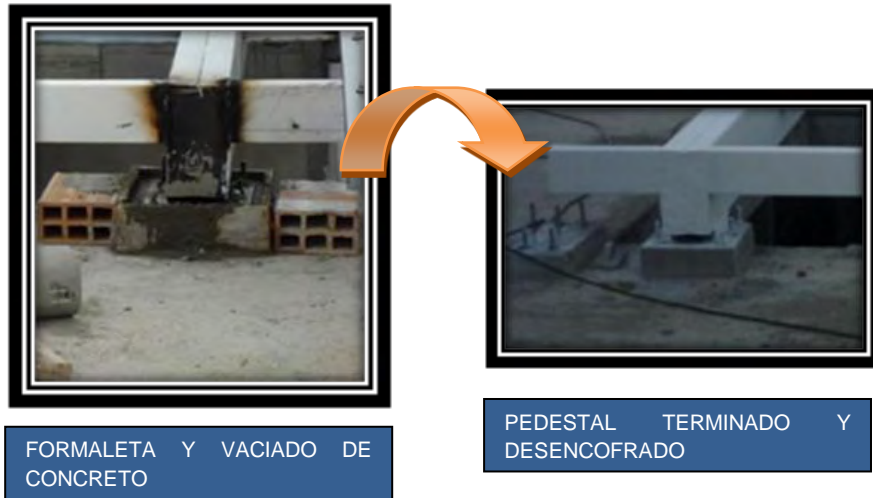 FORMALETA Y VACIADO DE
CONCRETO
PEDESTAL TERMINADO Y
DESENCOFRADO